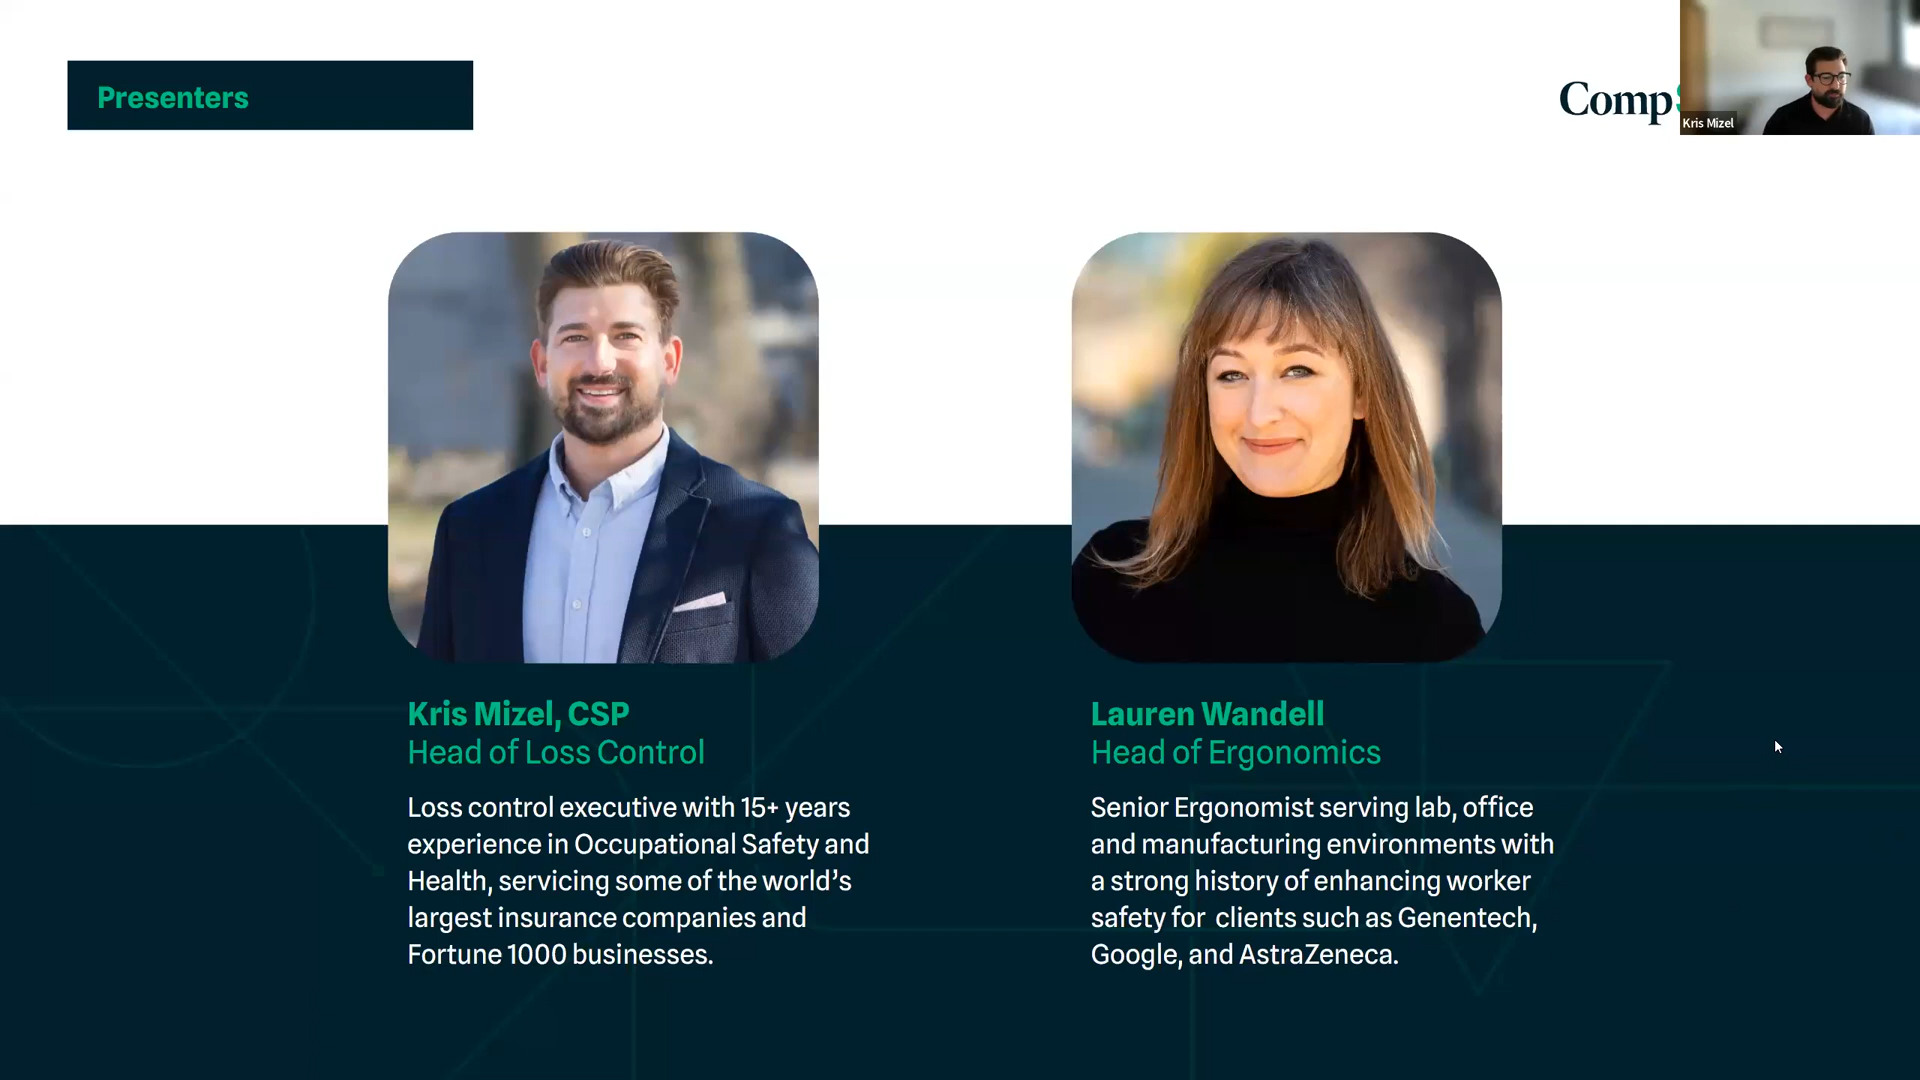 Presenters
Comp
Kris Mizel
Kris Mizel, CSP
Head of Loss Control
Loss control executive with 15+ years
experience in Occupational Safety and
Health, servicing some of the world’s
largest insurance companies and
Fortune 1000 businesses.
Lauren Wandell
Head of Ergonomics
Senior Ergonomist serving lab, office
and manufacturing environments with
a strong history of enhancing worker
safety for  clients such as Genentech,
Google, and AstraZeneca.